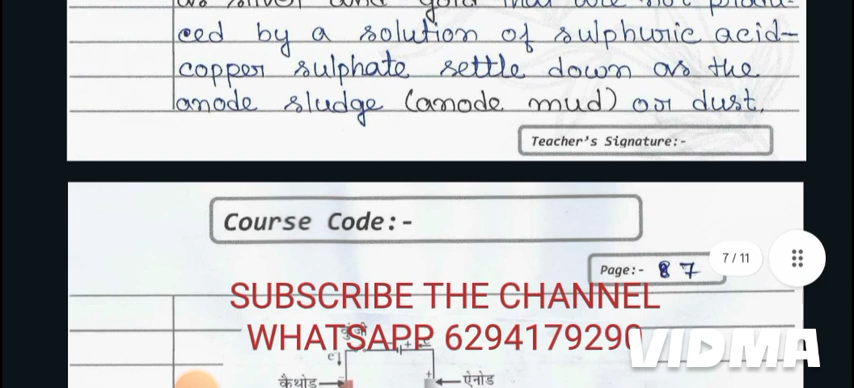 ced by a solution of sulphuric acid-
copper sulphate settle down as the
anode sludge (anode mud) or dust.
Teacher's Signature:-
Course Code:-
7/11
Page:- 87
SUBSCRIBE THE CHANNEL
WHATSAPP 6294179290
VIDMA
कुंजी
e
कैथोड
ऐनोड